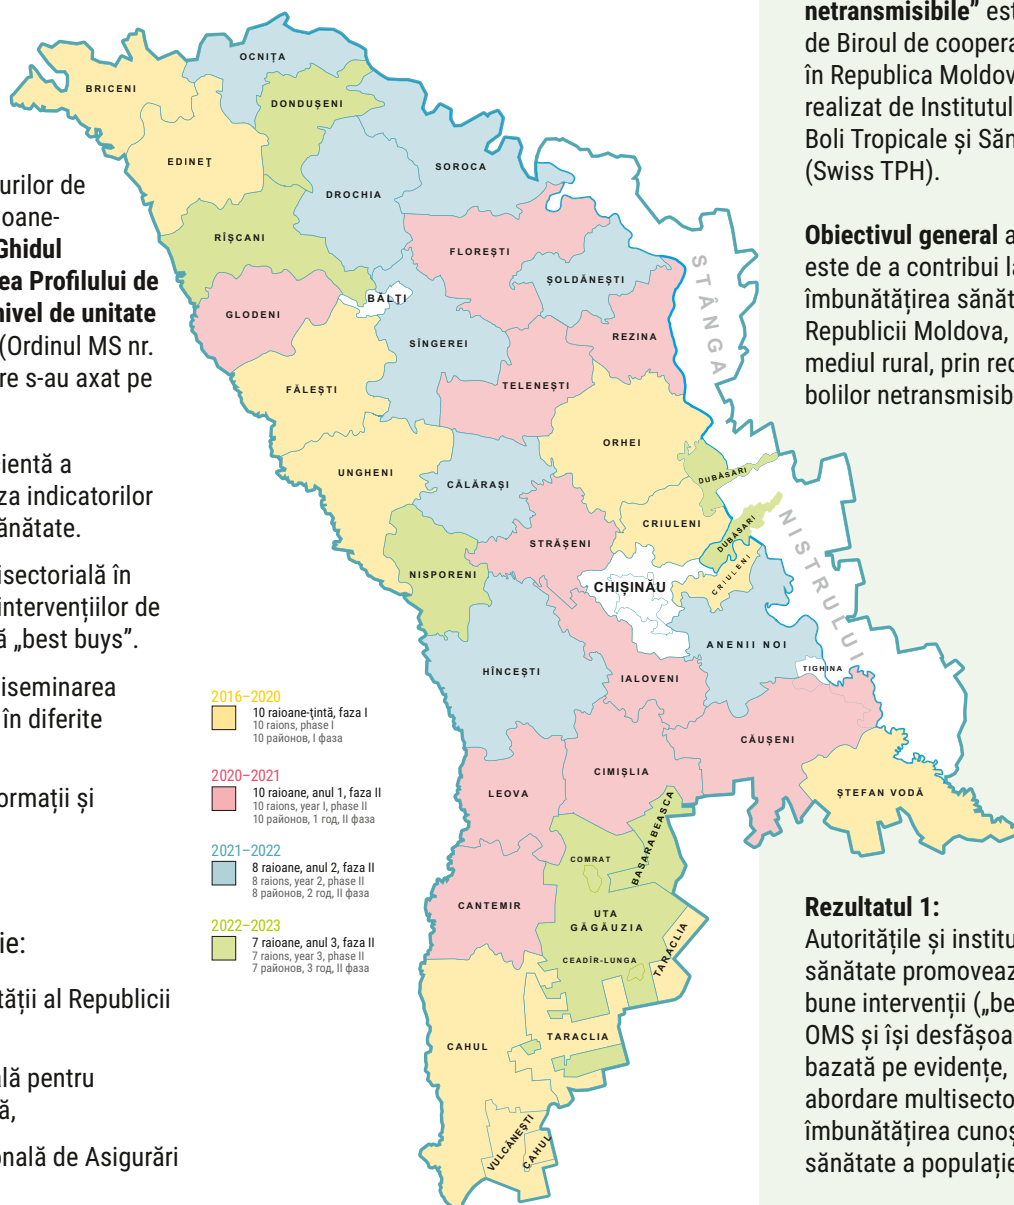 urilor de
oane-
Ghidul
ea Profilului de
nivel de unitate
(Ordinul MS nr.
re s-au axat pe
cientă a
za indicatorilor
ănătate.
isectorială în
intervențiilor de
ă „best buys”.
diseminarea
în diferite
ormații și
ie:
tății al Republicii
ală pentru
ă,
onală de Asigurări
BRICENI
OCNIȚA
DONDUȘENI
EDINEȚ
DROCHIA
SOROCA
RÎȘCANI
FLOREȘTI
ȘOLDĂNEȘTI
GLODENI
BĂLȚI
SÎNGEREI
REZINA
TELENEȘTI
FĂLEȘTI
ORHEI
UNGHENI
CĂLĂRAȘI
DUBĂSARI
CRIULENI
DUBĂSARI
STRĂȘENI
CRIULENI
NISPORENI
CHIȘINĂU
ANENII NOI
HÎNCEȘTI
IALOVENI
TIGHINA
CĂUȘENI
CIMIȘLIA
LEOVA
ȘTEFAN VODĂ
BASARABEASCA
COMRAT
CANTEMIR
UTA
GĂGĂUZIA
TARACLIA
CEADÎR-LUNGA
TARACLIA
CAHUL
VULCĂNEȘTI
CAHUL
STÂNGA
NISTRULUI
2016–2020
10 raioane-țintă, faza I
10 raions, phase I
10 районов, I фаза
2020–2021
10 raioane, anul 1, faza II
10 raions, year I, phase II
10 районов, 1 год, II фаза
2021–2022
8 raioane, anul 2, faza II
8 raions, year 2, phase II
8 районов, 2 год, II фаза
2022–2023
7 raioane, anul 3, faza II
7 raions, year 3, phase II
7 районов, 3 год, II фаза
netransmisibile” est
de Biroul de coopera
în Republica Moldov
realizat de Institutul
Boli Tropicale și Săn
(Swiss TPH).
Obiectivul general a
este de a contribui la
îmbunătățirea sănăt
Republicii Moldova,
mediul rural, prin rec
bolilor netransmisib
Rezultatul 1:
Autoritățile și institu
sănătate promovează
bune intervenții („be
OMS și își desfășoa
bazată pe evidențe,
abordare multisecto
îmbunătățirea cunoș
sănătate a populație